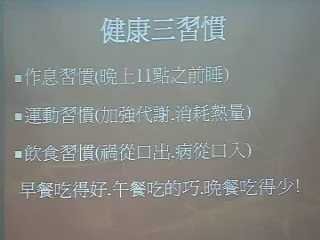 健康三習慣
作息習慣(晚上11點之前睡)
運動習慣(加強代謝.消耗熱量)
飲食習慣(禍從口出.病從口入)
早餐吃得好.午餐吃的巧.晚餐吃得少!